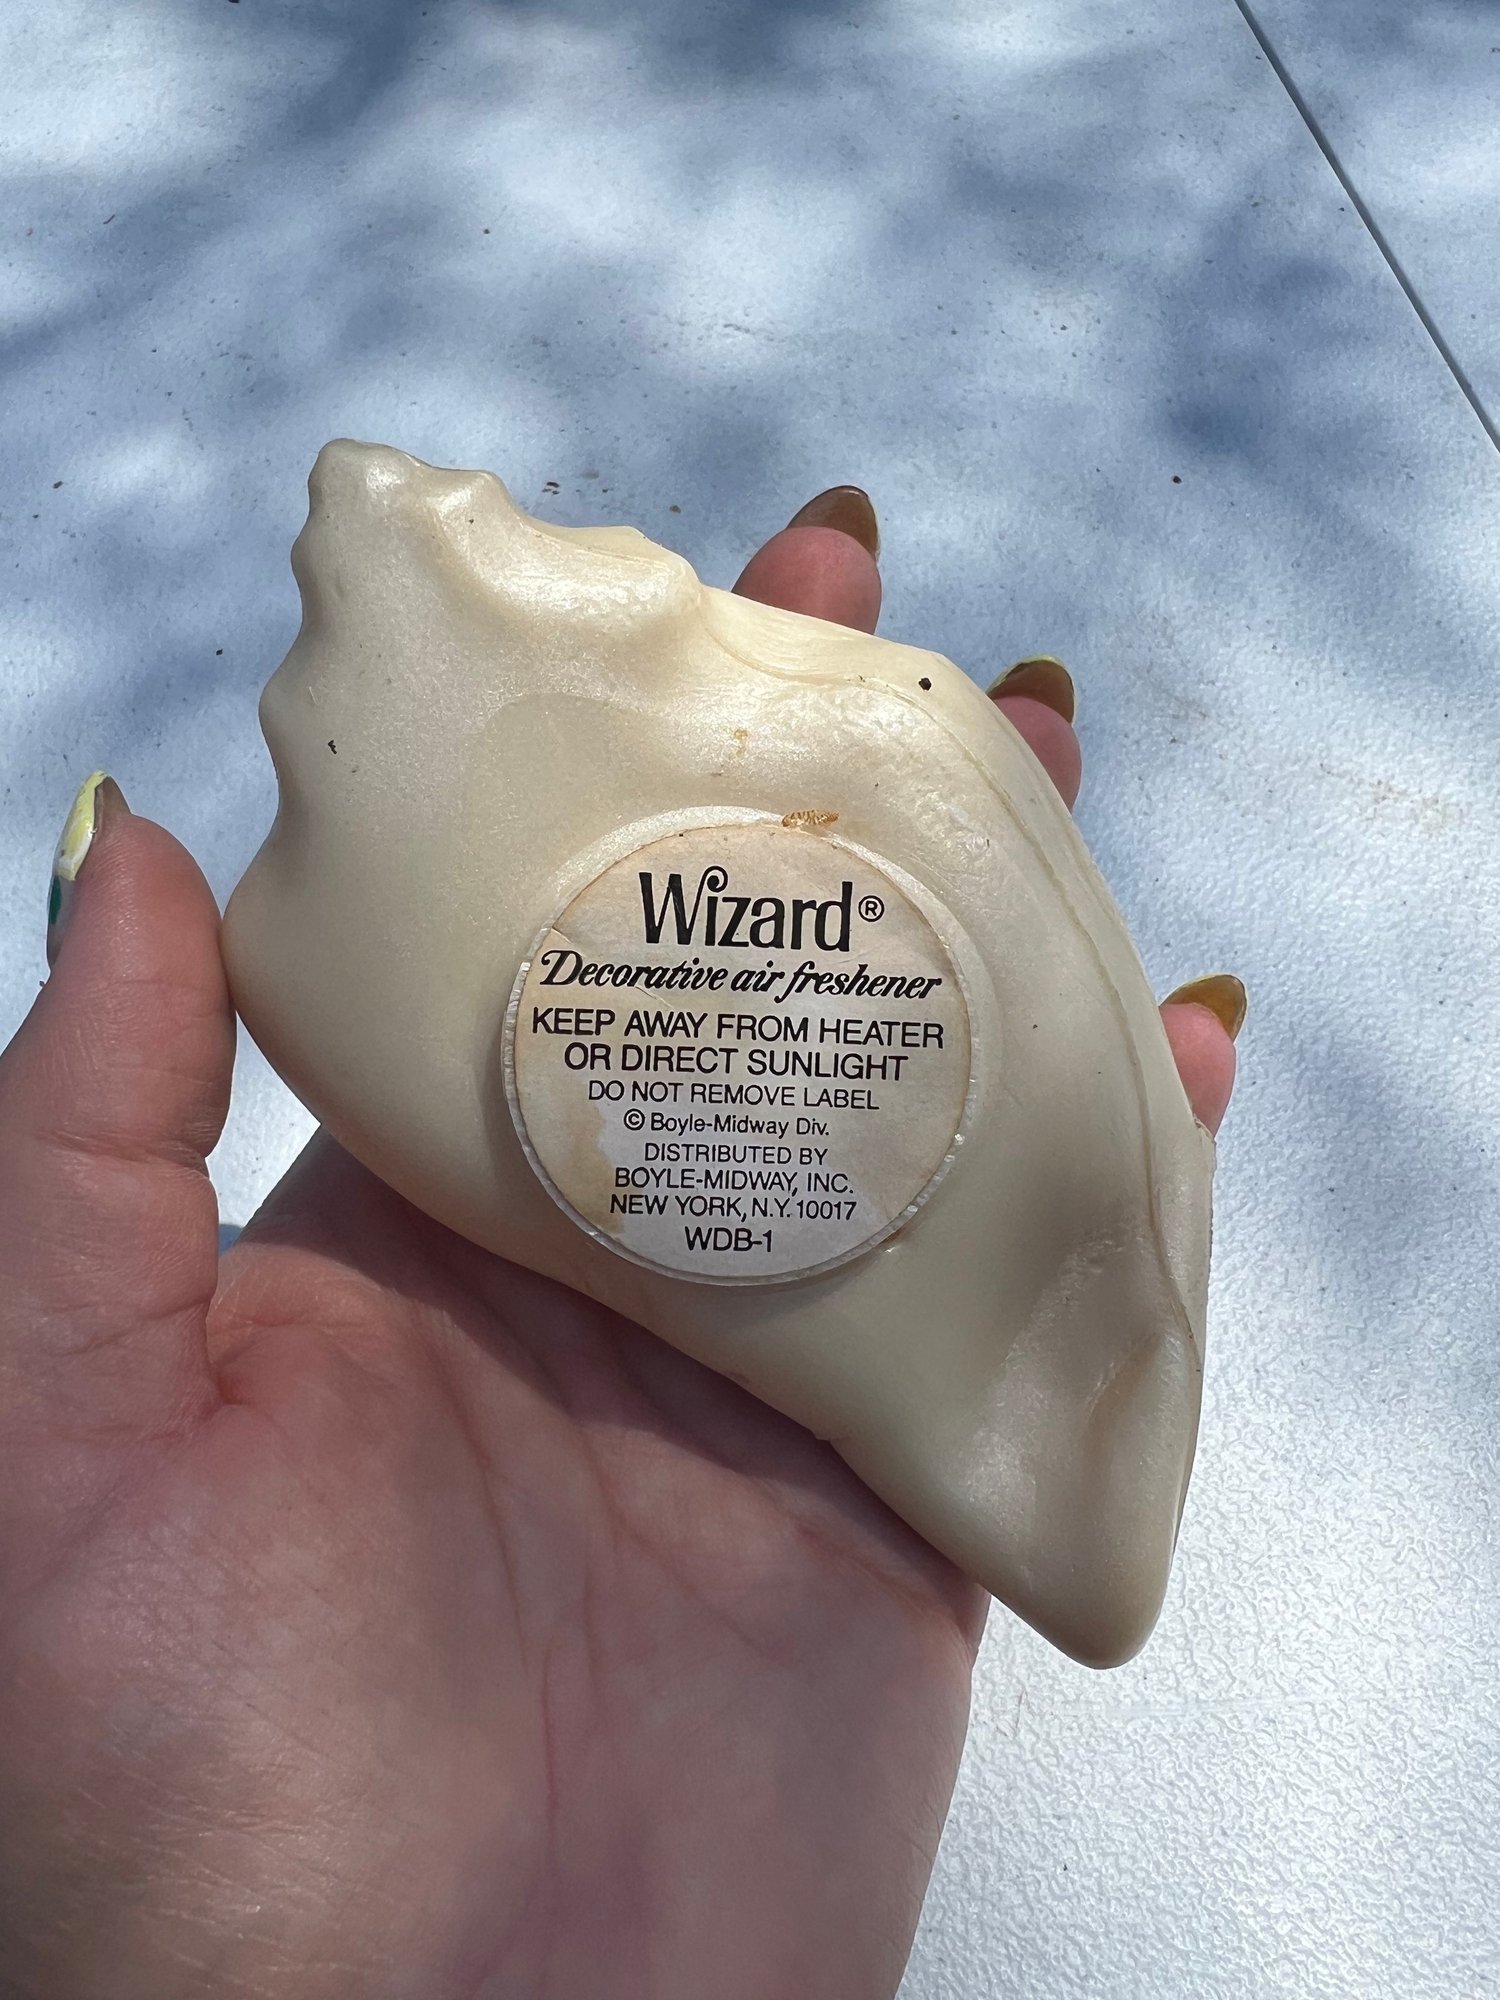 Wizard®
Decorative air freshener
KEEP AWAY FROM HEATER
OR DIRECT SUNLIGHT
DO NOT REMOVE LABEL
© Boyle-Midway Div.
DISTRIBUTED BY
BOYLE-MIDWAY, INC.
NEW YORK, N.Y. 10017
WDB-1